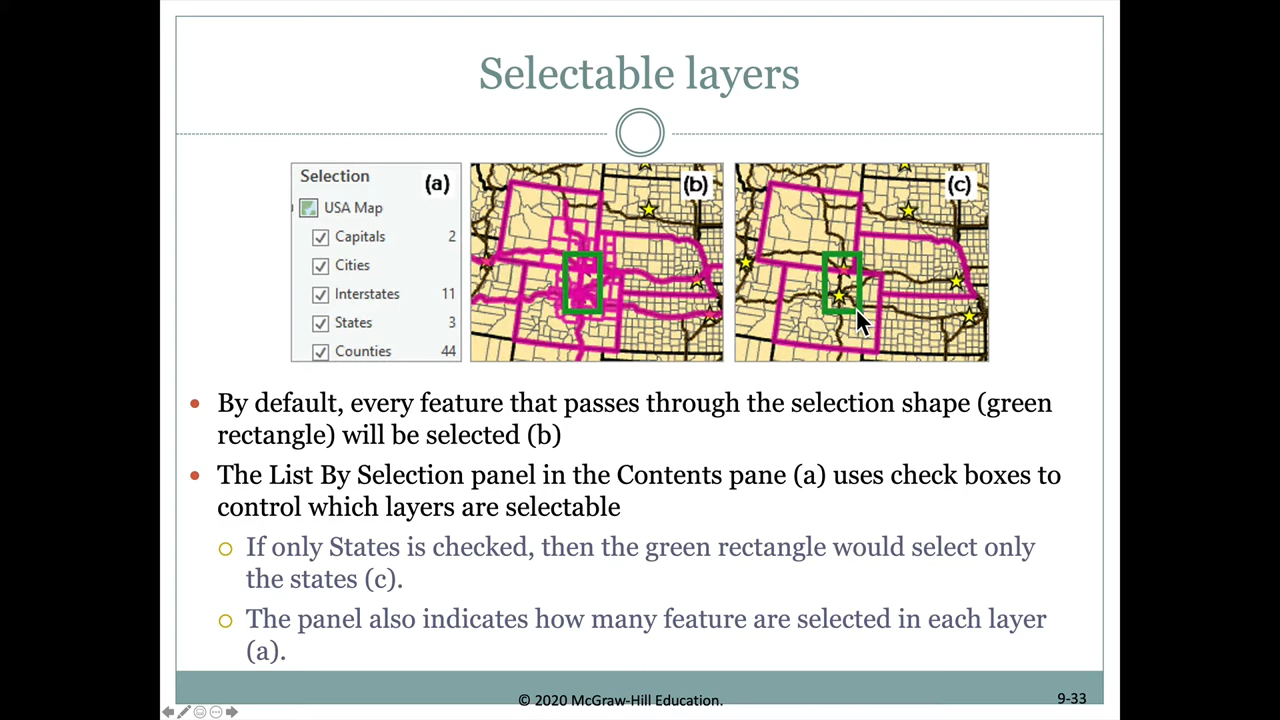 Selectable layers
Selection
(a)
USA Map
Capitals 2
Cities
Interstates 11
States 3
Counties 44
(b)
(c)
By default, every feature that passes through the selection shape (green
rectangle) will be selected (b)
The List By Selection panel in the Contents pane (a) uses check boxes to
control which layers are selectable
If only States is checked, then the green rectangle would select only
the states (c).
The panel also indicates how many feature are selected in each layer
(a).
© 2020 McGraw-Hill Education.
9-33